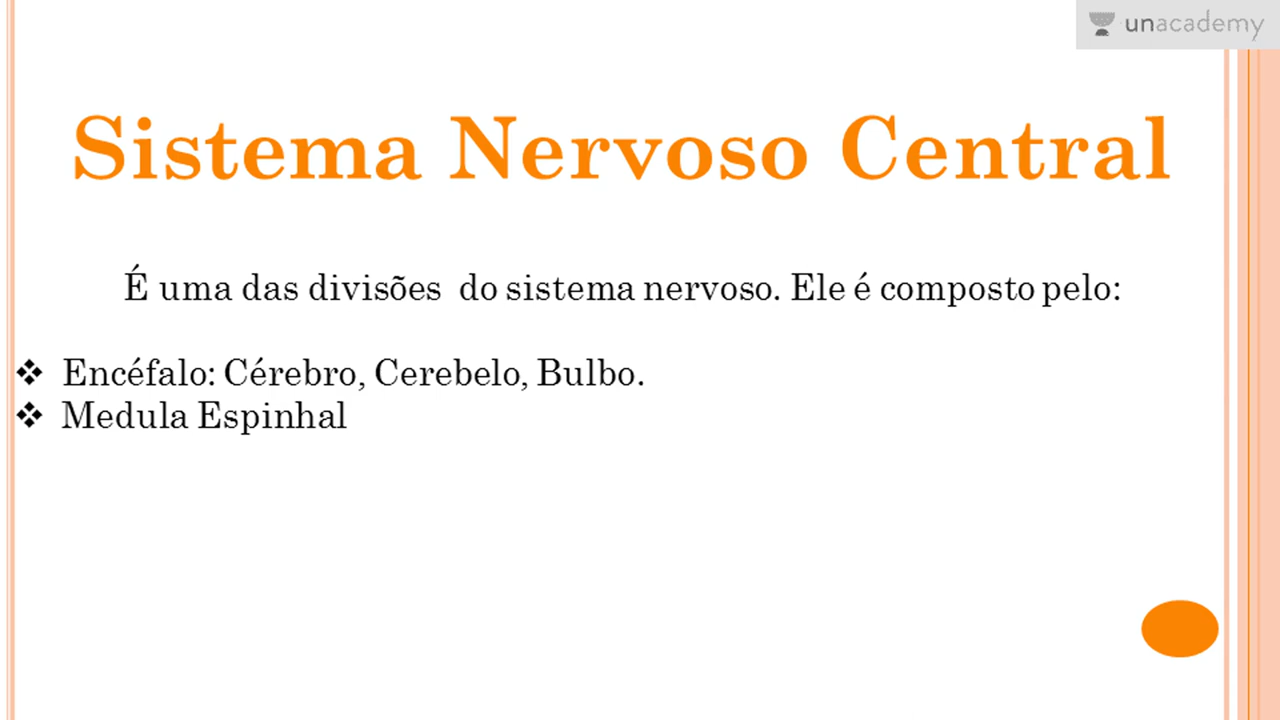 unacademy
Sistema Nervoso Central
É uma das divisões do sistema nervoso. Ele é composto pelo:
❖ Encéfalo: Cérebro, Cerebelo, Bulbo.
❖ Medula Espinhal